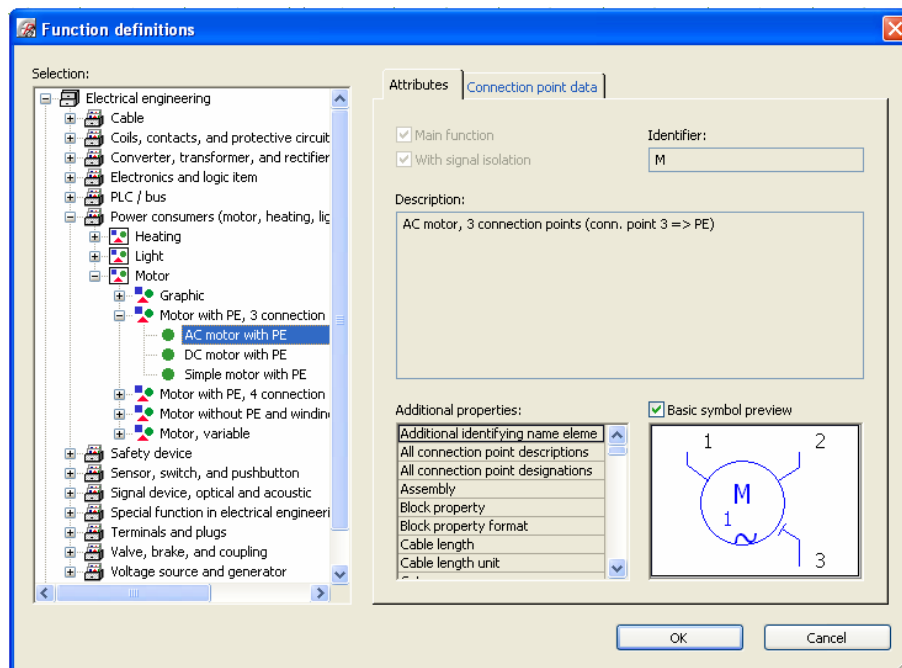 Function definitions
Selection:
Electrical engineering
Cable
Coils, contacts, and protective circuit
Converter, transformer, and rectifier
Electronics and logic item
PLC / bus
Power consumers (motor, heating, lig
Heating
Light
Motor
Graphic
Motor with PE, 3 connection
AC motor with PE
DC motor with PE
Simple motor with PE
Motor with PE, 4 connection
Motor without PE and windin
Motor, variable
Safety device
Sensor, switch, and pushbutton
Signal device, optical and acoustic
Special function in electrical engineeri
Terminals and plugs
Valve, brake, and coupling
Voltage source and generator
Attributes
Connection point data
Main function
With signal isolation
Identifier:
M
Description:
AC motor, 3 connection points (conn. point 3 => PE)
Additional properties:
Additional identifying name eleme
All connection point descriptions
All connection point designations
Assembly
Block property
Block property format
Cable length
Cable length unit
Basic symbol preview
1
2
M
1
3
OK
Cancel